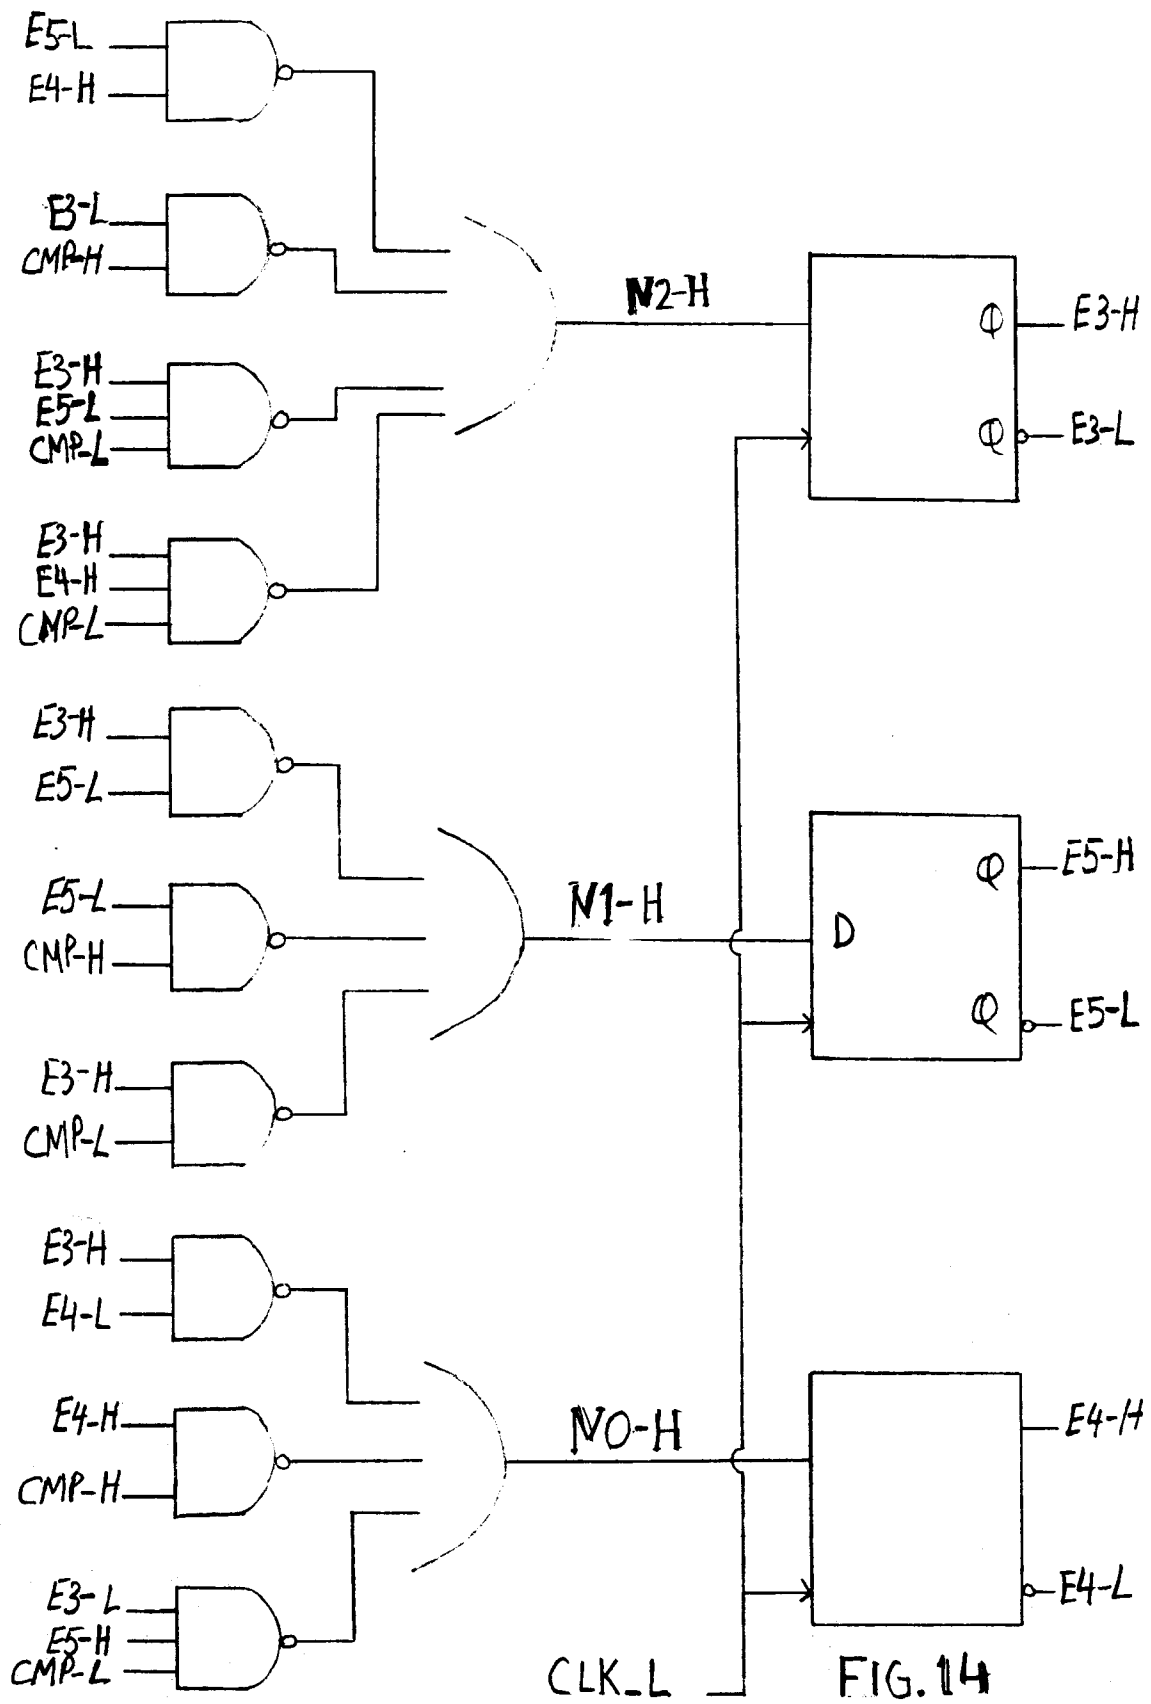 E5-L
E4-H
E3-L
CMP-H
N2-H
Q
E3-H
E3-H
E5-L
CMP-L
Q
E3-L
E3-H
E4-H
CMP-L
E3-H
E5-L
E5-L
CMP-H
N1-H
D
Q
E5-H
Q
E5-L
E3-H
CMP-L
E3-H
E4-L
E4-H
CMP-H
N0-H
E4-H
E3-L
E5-H
CMP-L
E4-L
CLK_L
FIG. 14